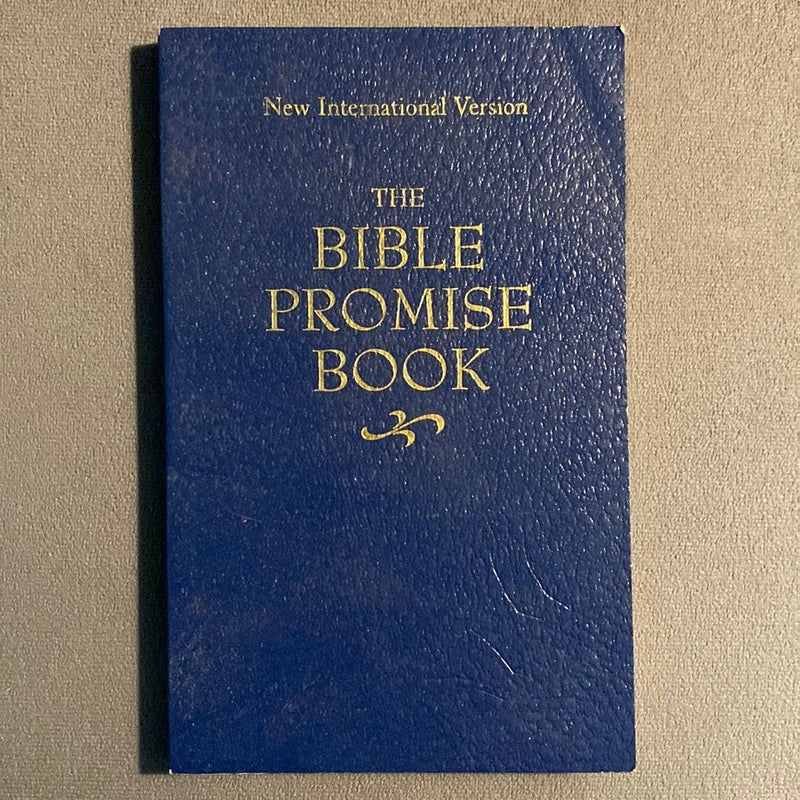 New International Version
THE
BIBLE
PROMISE
BOOK